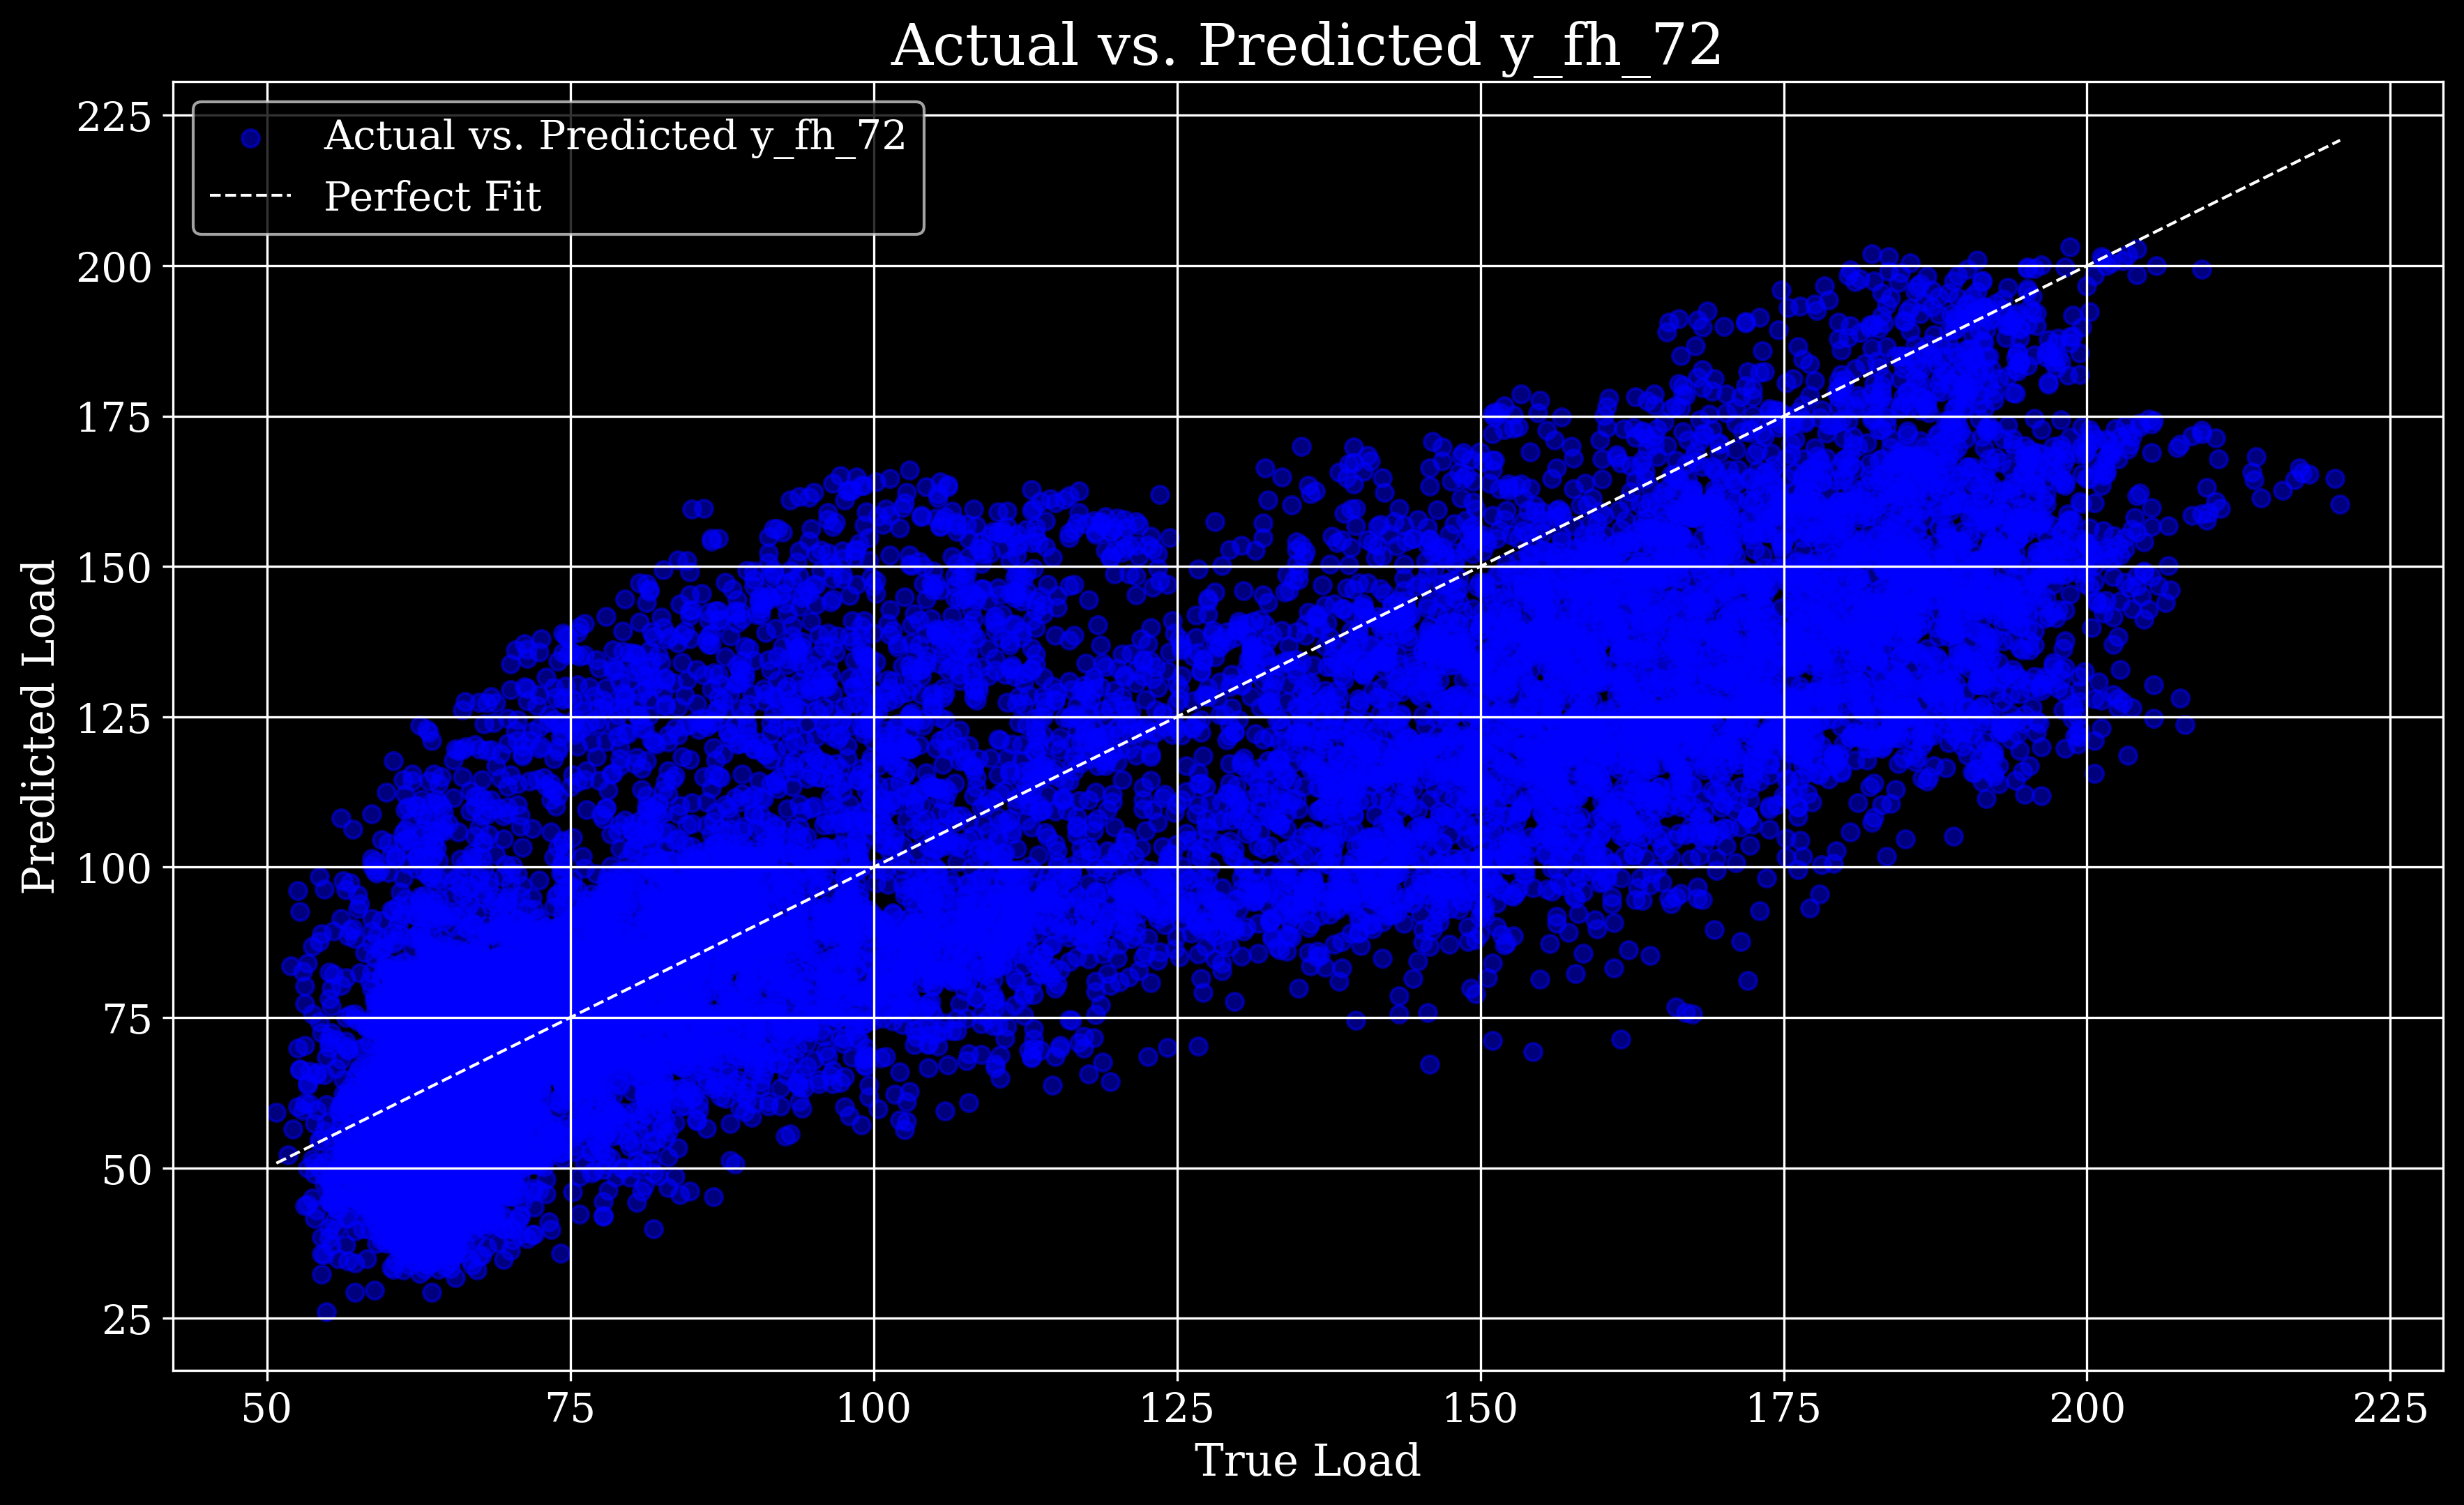 Actual vs. Predicted y_fh_72
Actual vs. Predicted y_fh_72
Perfect Fit
225
200
175
150
125
100
75
50
25
Predicted Load
50 75 100 125 150 175 200 225
True Load